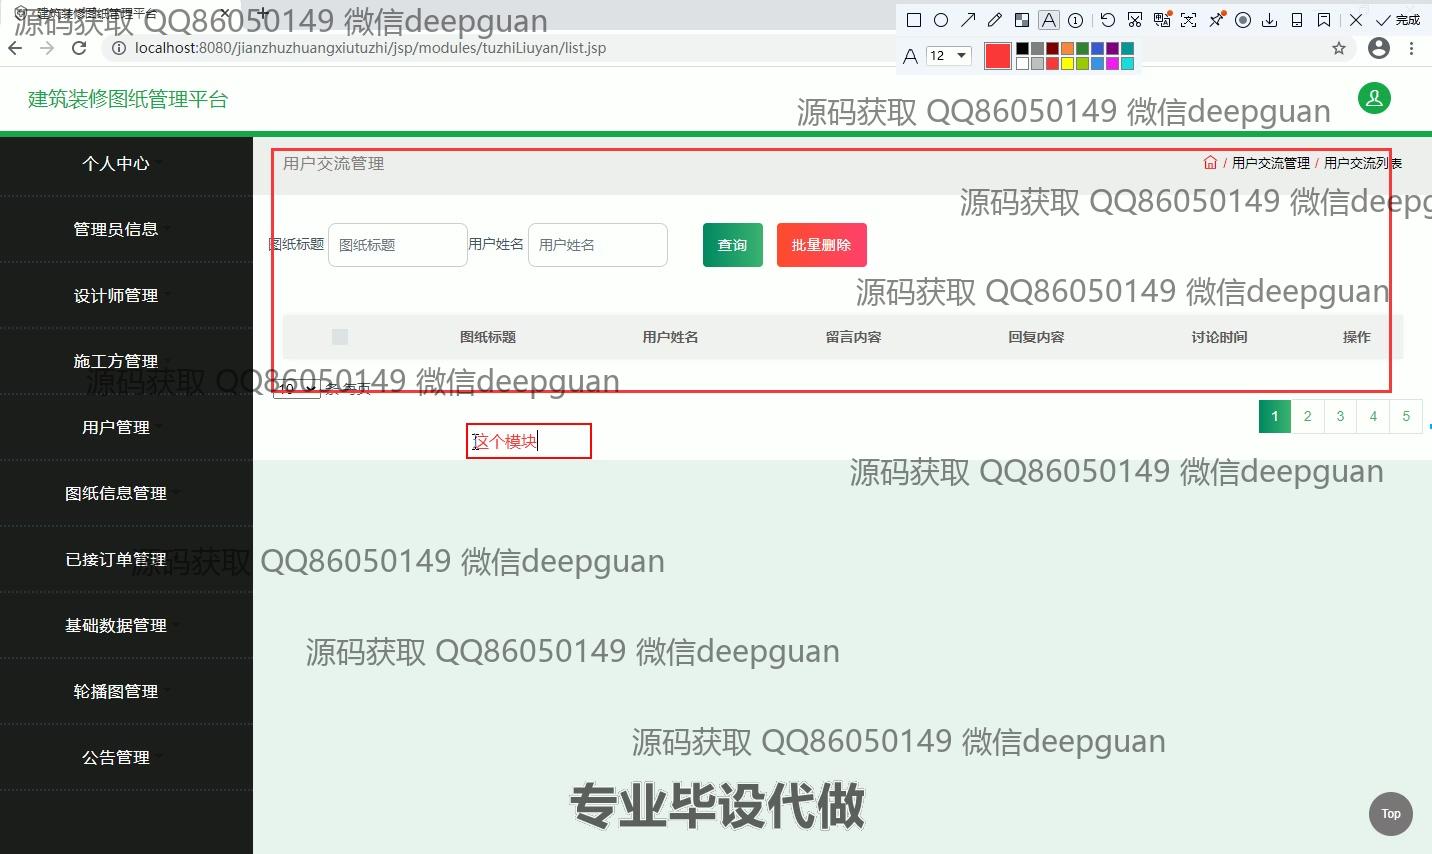 建筑装修图纸管理平台
源码获取 QQ86050149 微信deepguan
完成
localhost:8080/jianzhuzhuangxiutuzhi/jsp/modules/tuzhiLiuyan/list.jsp
A 12
建筑装修图纸管理平台
源码获取 QQ86050149 微信deepguan
个人中心
用户交流管理
/ 用户交流管理 / 用户交流列表
源码获取 QQ86050149 微信deepg
管理员信息
图纸标题 图纸标题 用户姓名 用户姓名 查询 批量删除
设计师管理
源码获取 QQ86050149 微信deepguan
图纸标题 用户姓名 留言内容 回复内容 讨论时间 操作
施工方管理
源码获取 QQ86050149 微信deepguan
10 条 每页
1 2 3 4 5
用户管理
这个模块
源码获取 QQ86050149 微信deepguan
图纸信息管理
已接订单管理
源码获取 QQ86050149 微信deepguan
基础数据管理
源码获取 QQ86050149 微信deepguan
轮播图管理
源码获取 QQ86050149 微信deepguan
公告管理
专业毕设代做
Top